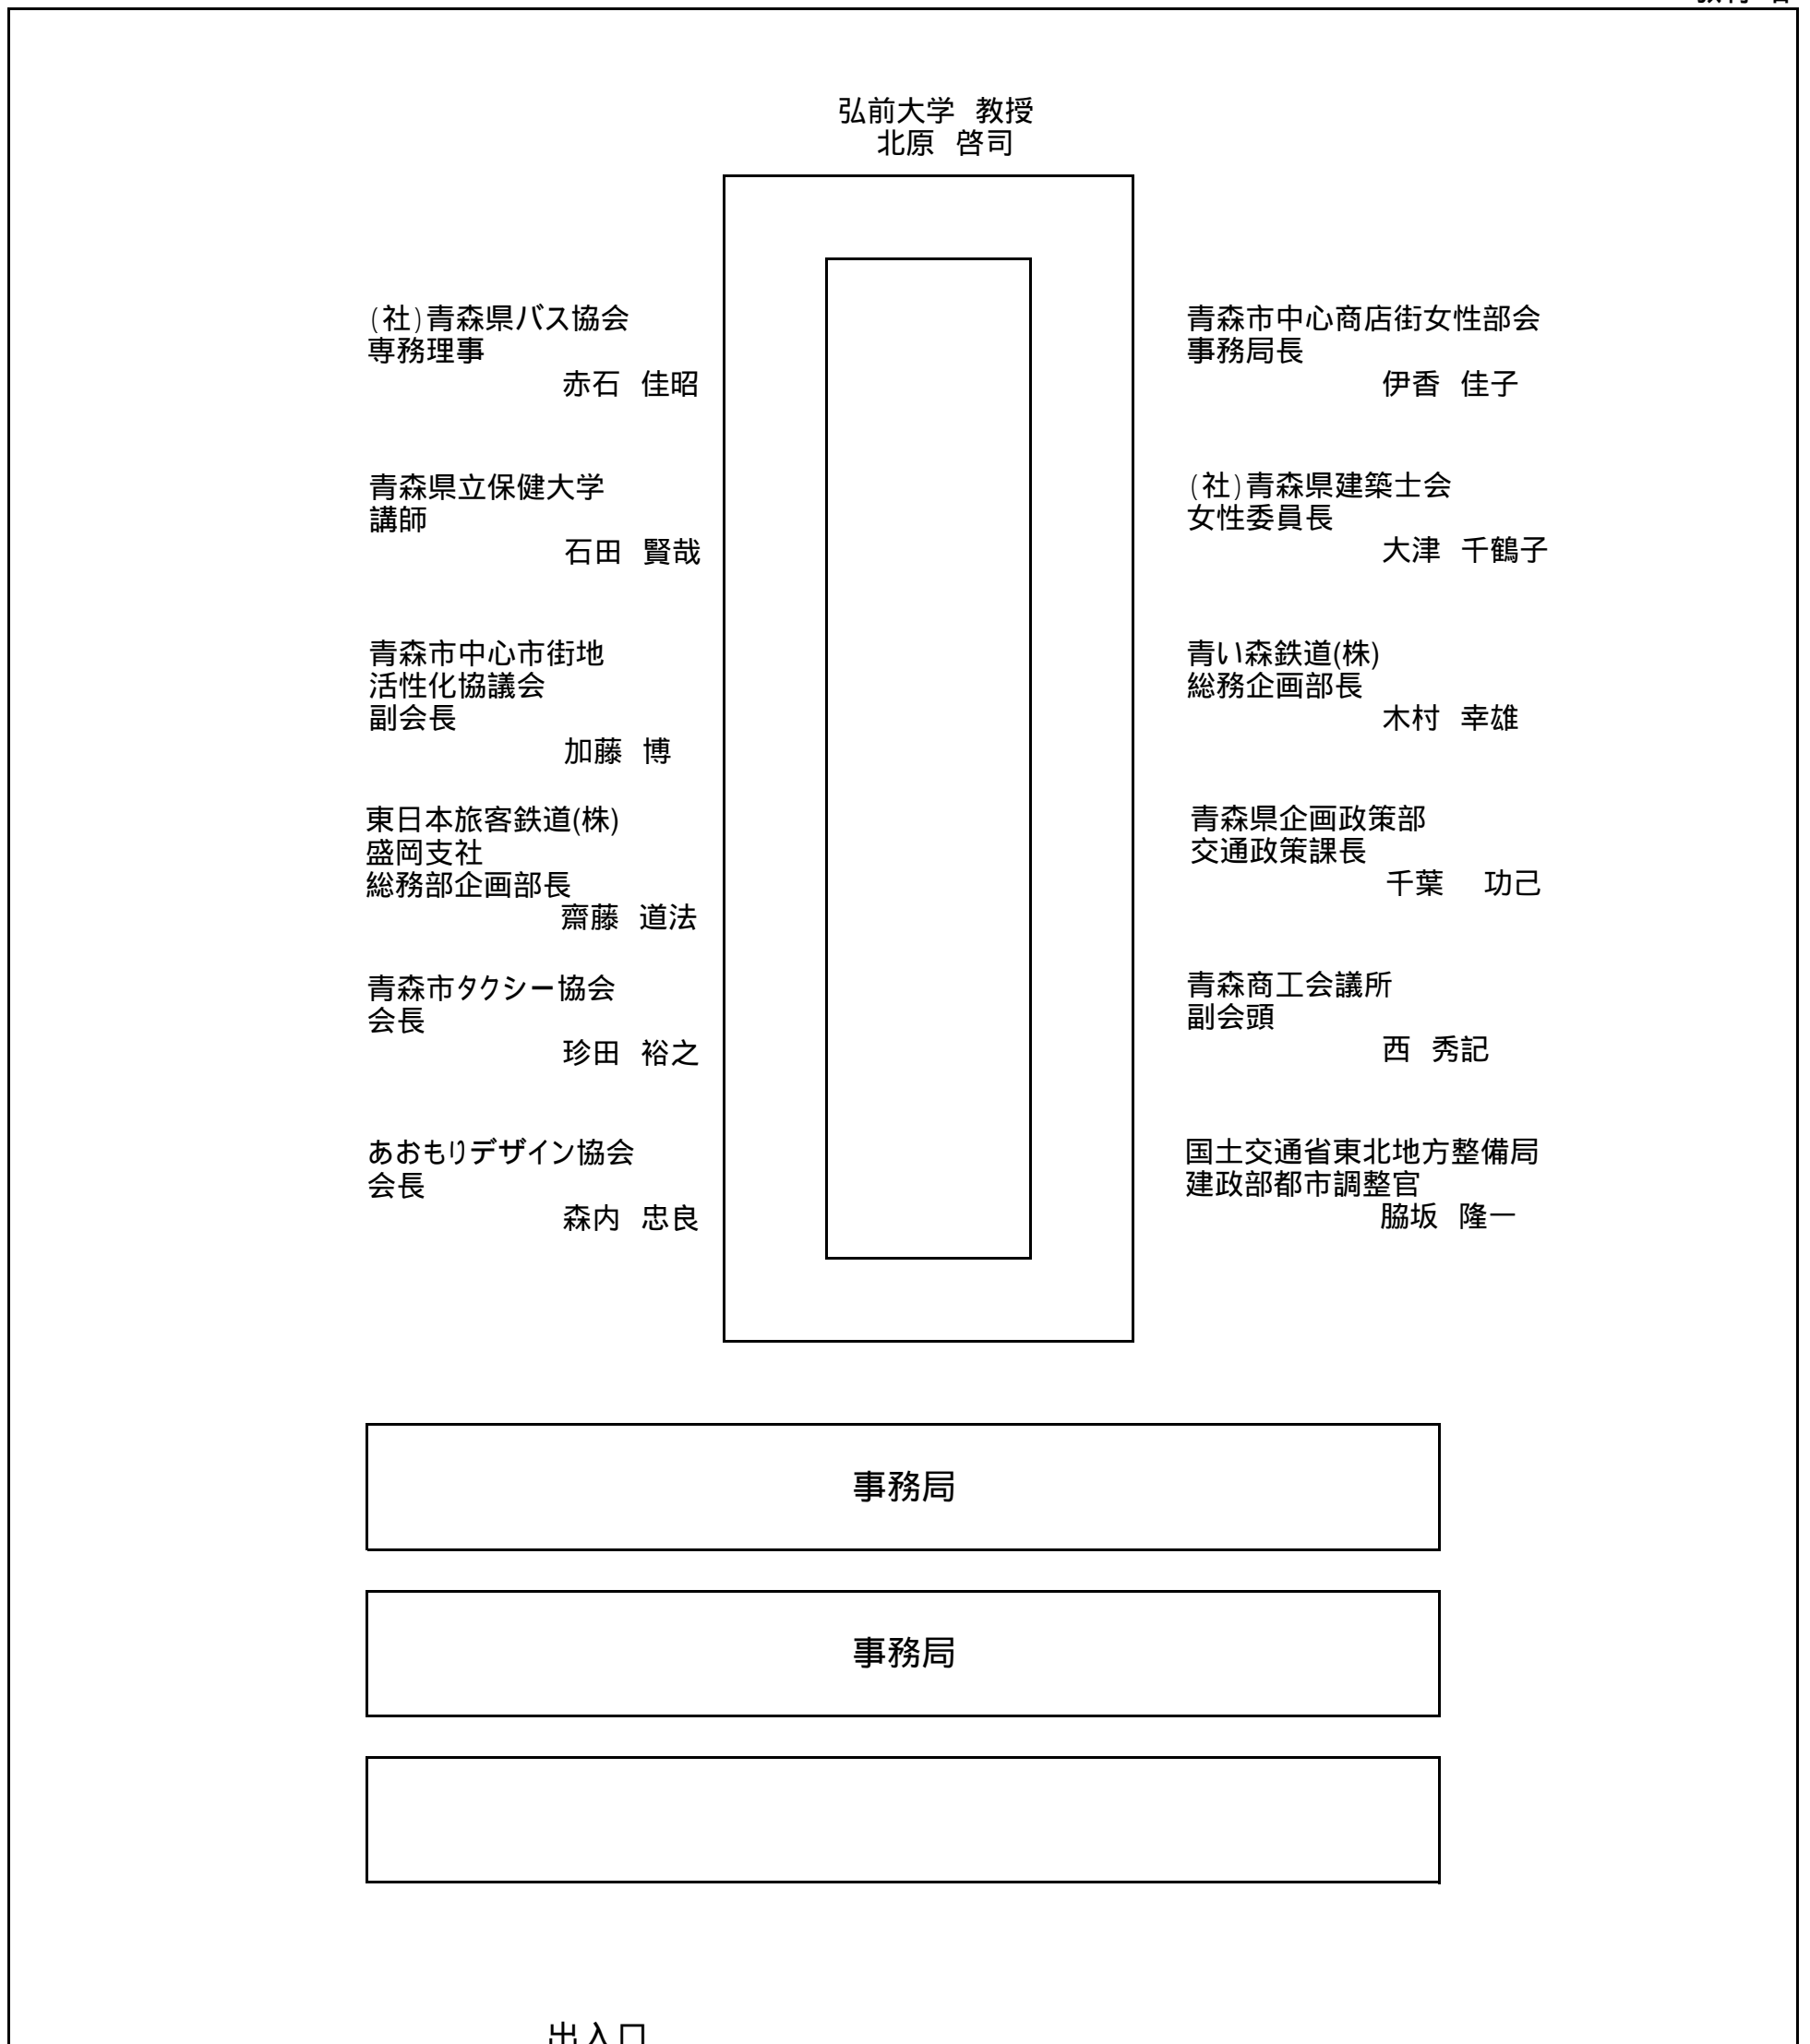 弘前大学 教授
北原 啓司
(社)青森県バス協会
専務理事
赤石 佳昭
青森県立保健大学
講師
石田 賢哉
青森市中心市街地
活性化協議会
副会長
加藤 博
東日本旅客鉄道(株)
盛岡支社
総務部企画部長
齋藤 道法
青森市タクシー協会
会長
珍田 裕之
あおもりデザイン協会
会長
森内 忠良
青森市中心商店街女性部会
事務局長
伊香 佳子
(社)青森県建築士会
女性委員長
大津 千鶴子
青い森鉄道(株)
総務企画部長
木村 幸雄
青森県企画政策部
交通政策課長
千葉 功己
青森商工会議所
副会頭
西 秀記
国土交通省東北地方整備局
建政部都市調整官
脇坂 隆一
事務局
事務局
出入口